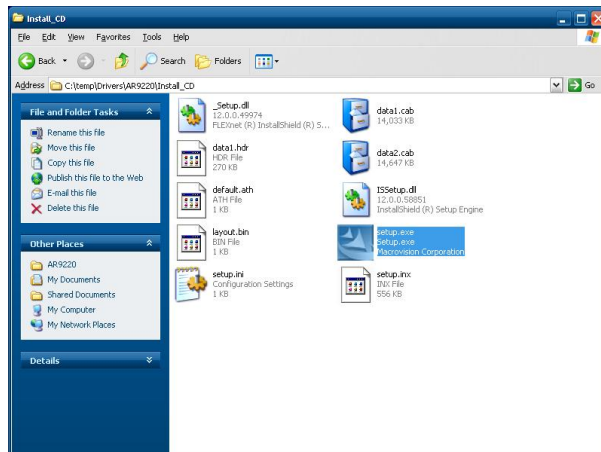 Install_CD
File Edit View Favorites Tools Help
Back Search Folders
Address C:\temp\Drivers\AR9220\Install_CD Go
File and Folder Tasks
Rename this file
Move this file
Copy this file
Publish this file to the Web
E-mail this file
Delete this file
Other Places
AR9220
My Documents
Shared Documents
My Computer
My Network Places
Details
_Setup.dll
12.0.0.49974
FLEXnet (R) InstallShield (R) S...
data1.cab
14,033 KB
data1.hdr
HDR File
270 KB
data2.cab
14,647 KB
default.ath
ATH File
1 KB
ISSetup.dll
12.0.0.58851
InstallShield (R) Setup Engine
layout.bin
BIN File
1 KB
setup.exe
Setup.exe
Macrovision Corporation
setup.ini
Configuration Settings
1 KB
setup.inx
INX File
556 KB